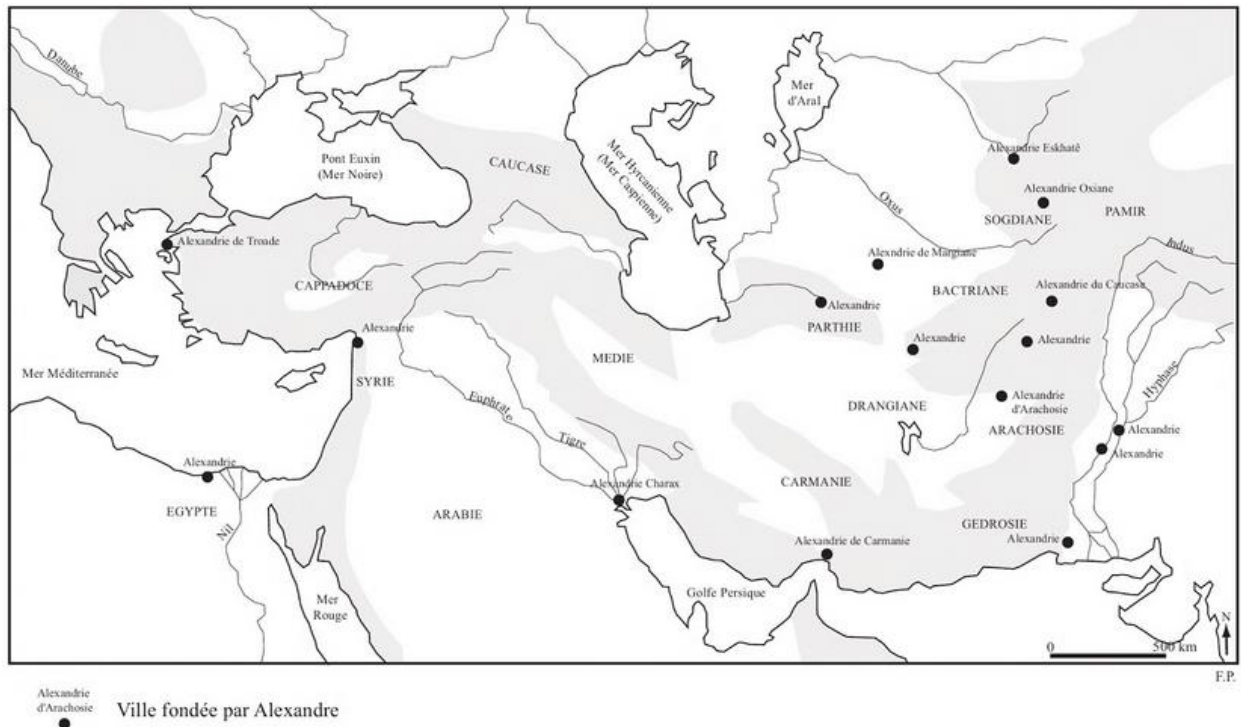 Danube
Mer
d'Aral
Pont Euxin
(Mer Noire)
CAUCASE
Mer Hyrcanienne
(Mer Caspienne)
Alexandrie Eskhatê
Alexandrie Oxiane
SOGDIANE
PAMIR
Oxus
Alexandrie de Troade
Indus
Alexndrie de Margiane
CAPPADOCE
BACTRIANE
Alexandrie du Caucase
Alexandrie
PARTHIE
Alexandrie
Alexandrie
Alexandrie
MEDIE
Mer Méditerranée
SYRIE
Hyphase
Euphtate
DRANGIANE
Alexandrie
d'Arachosie
ARACHOSIE
Tigre
Alexandrie
Alexandrie
Alexandrie
Alexandrie Charax
CARMANIE
EGYPTE
ARABIE
GEDROSIE
Nil
Alexandrie de Carmanie
Alexandrie
Golfe Persique
Mer
Rouge
N
0 500 km
F.P.
Alexandrie
d'Arachosie
Ville fondée par Alexandre